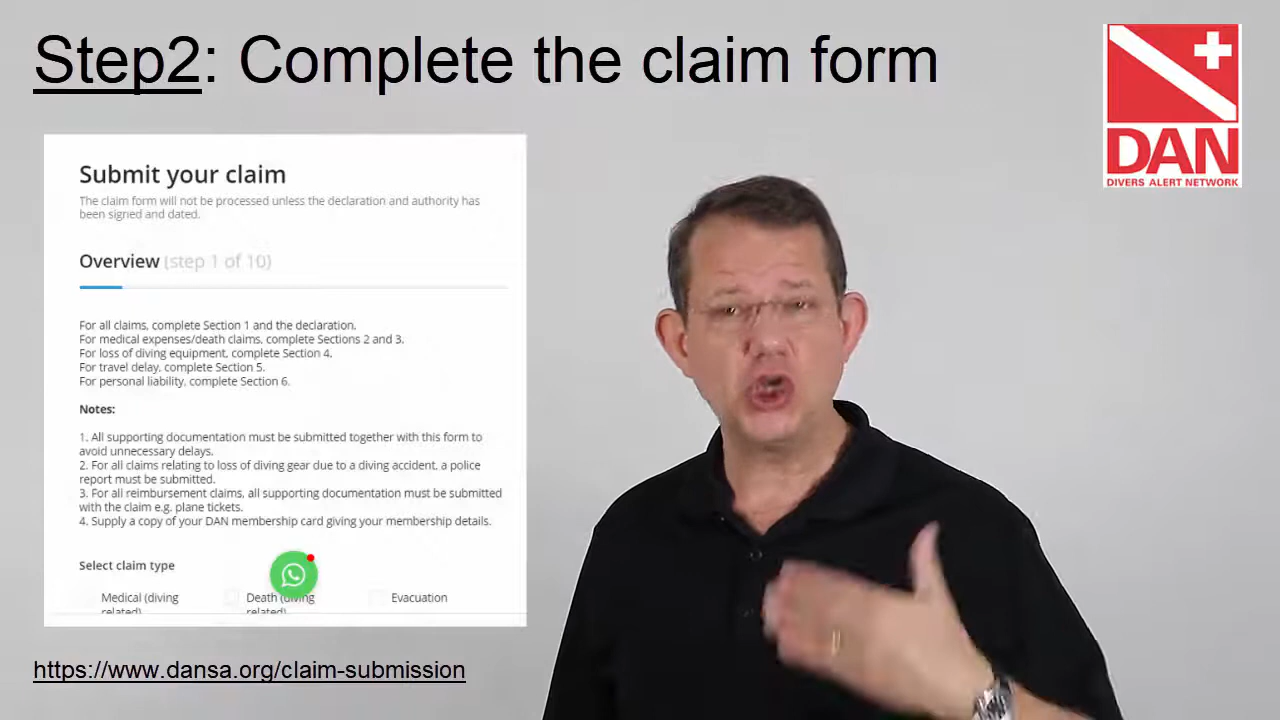 Step2: Complete the claim form
DAN
DIVERS ALERT NETWORK
Submit your claim
The claim form will not be processed unless the declaration and authority has
been signed and dated.
Overview (step 1 of 10)
For all claims, complete Section 1 and the declaration.
For medical expenses/death claims, complete Sections 2 and 3.
For loss of diving equipment, complete Section 4.
For travel delay, complete Section 5.
For personal liability, complete Section 6.
Notes:
1. All supporting documentation must be submitted together with this form to
avoid unnecessary delays.
2. For all claims relating to loss of diving gear due to a diving accident, a police
report must be submitted.
3. For all reimbursement claims, all supporting documentation must be submitted
with the claim e.g. plane tickets.
4. Supply a copy of your DAN membership card giving your membership details.
Select claim type
Medical (diving
related)
Death (diving
related)
Evacuation
https://www.dansa.org/claim-submission